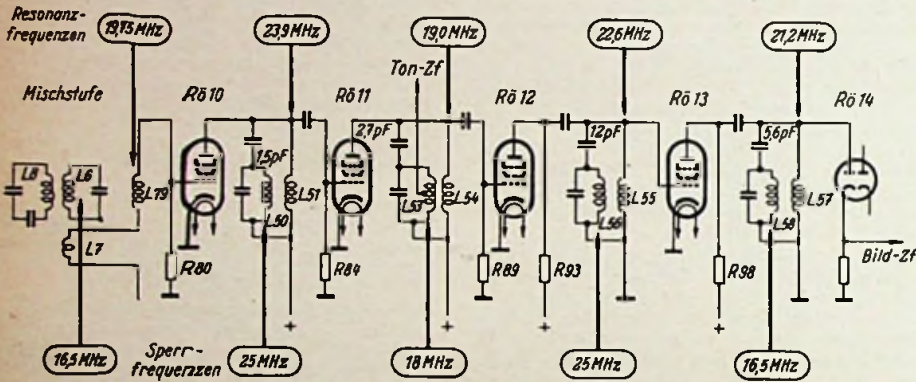 Resonanz-
frequenzen
19,75 MHz
23,9 MHz
19,0 MHz
22,6 MHz
21,2 MHz
Mischstufe
Rö 10
Rö 11
Ton-Zf
Rö 12
Rö 13
Rö 14
L8
L6
L79
1,5pF
L51
2,7pF
L54
12pF
L55
5,6pF
L57
L7
L50
L53
L56
L58
R80
R84
R89
R93
R98
Bild-Zf
+
+
+
+
16,5 MHz
Sperr-
frequenzen
25 MHz
18 MHz
25 MHz
16,5 MHz